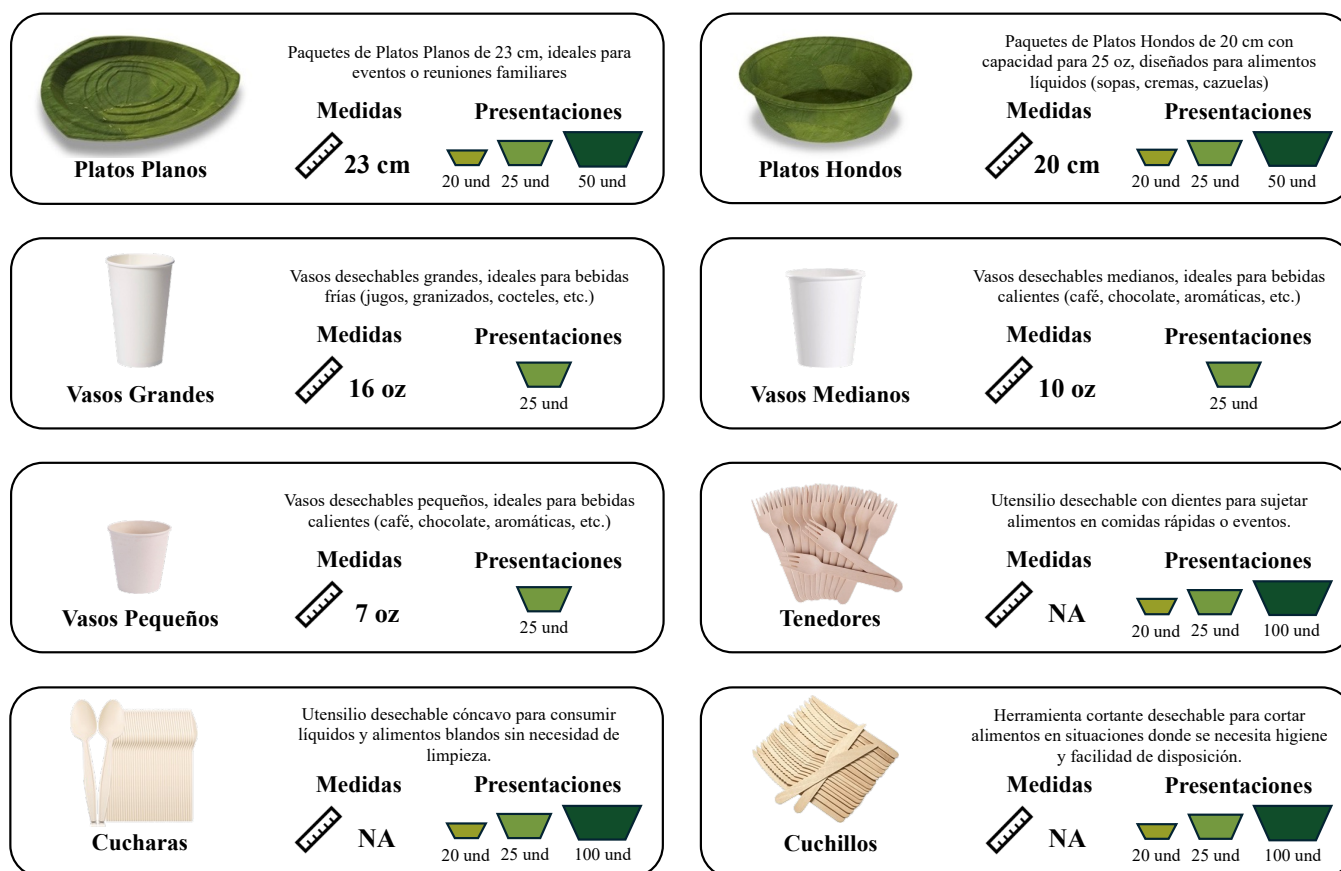 Paquetes de Platos Planos de 23 cm, ideales para
eventos o reuniones familiares
Medidas
Presentaciones
23 cm
20 und
25 und
50 und
Platos Planos
Paquetes de Platos Hondos de 20 cm con
capacidad para 25 oz, diseñados para alimentos
líquidos (sopas, cremas, cazuelas)
Medidas
Presentaciones
20 cm
20 und
25 und
50 und
Platos Hondos
Vasos desechables grandes, ideales para bebidas
frías (jugos, granizados, cocteles, etc.)
Medidas
Presentaciones
16 oz
25 und
Vasos Grandes
Vasos desechables medianos, ideales para bebidas
calientes (café, chocolate, aromáticas, etc.)
Medidas
Presentaciones
10 oz
25 und
Vasos Medianos
Vasos desechables pequeños, ideales para bebidas
calientes (café, chocolate, aromáticas, etc.)
Medidas
Presentaciones
7 oz
25 und
Vasos Pequeños
Utensilio desechable con dientes para sujetar
alimentos en comidas rápidas o eventos.
Medidas
Presentaciones
NA
20 und
25 und
100 und
Tenedores
Utensilio desechable cóncavo para consumir
líquidos y alimentos blandos sin necesidad de
limpieza.
Medidas
Presentaciones
NA
20 und
25 und
100 und
Cucharas
Herramienta cortante desechable para cortar
alimentos en situaciones donde se necesita higiene
y facilidad de disposición.
Medidas
Presentaciones
NA
20 und
25 und
100 und
Cuchillos